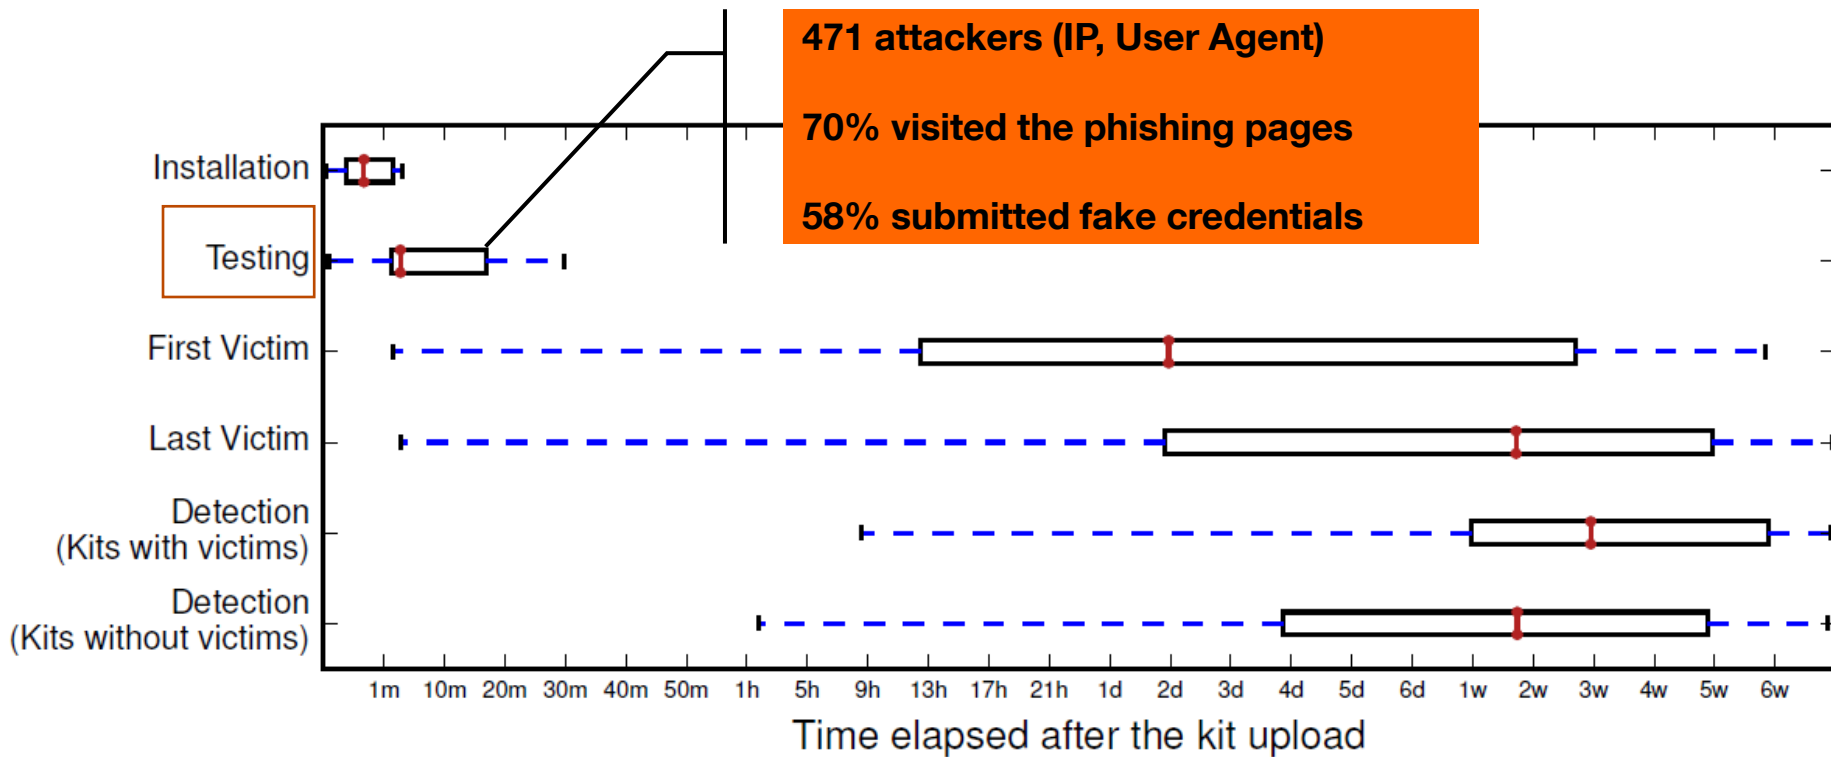 471 attackers (IP, User Agent)
70% visited the phishing pages
58% submitted fake credentials
Installation
Testing
First Victim
Last Victim
Detection
(Kits with victims)
Detection
(Kits without victims)
1m 10m 20m 30m 40m 50m 1h 5h 9h 13h 17h 21h 1d 2d 3d 4d 5d 6d 1w 2w 3w 4w 5w 6w
Time elapsed after the kit upload